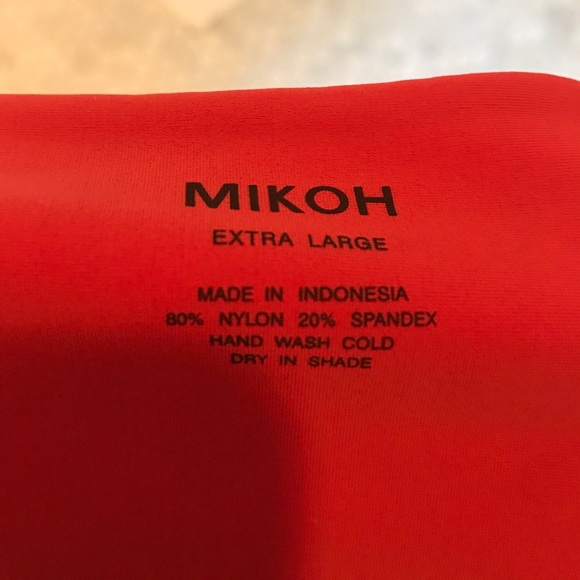 MIKOH
EXTRA LARGE
MADE IN INDONESIA
80% NYLON 20% SPANDEX
HAND WASH COLD
DRY IN SHADE